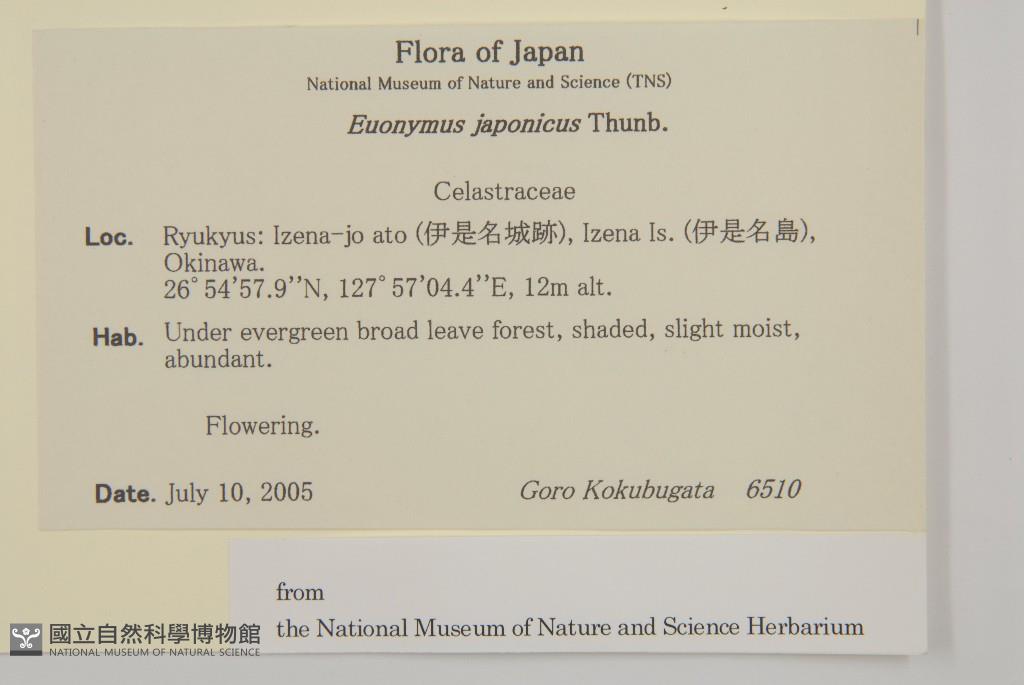 Flora of Japan
National Museum of Nature and Science (TNS)
Euonymus japonicus Thunb.
Celastraceae
Loc. Ryukyus: Izena-jo ato (伊是名城跡), Izena Is. (伊是名島),
Okinawa.
26°54'57.9''N, 127°57'04.4''E, 12m alt.
Hab. Under evergreen broad leave forest, shaded, slight moist,
abundant.
Flowering.
Date. July 10, 2005 Goro Kokubugata 6510
from
the National Museum of Nature and Science Herbarium
國立自然科學博物館
NATIONAL MUSEUM OF NATURAL SCIENCE